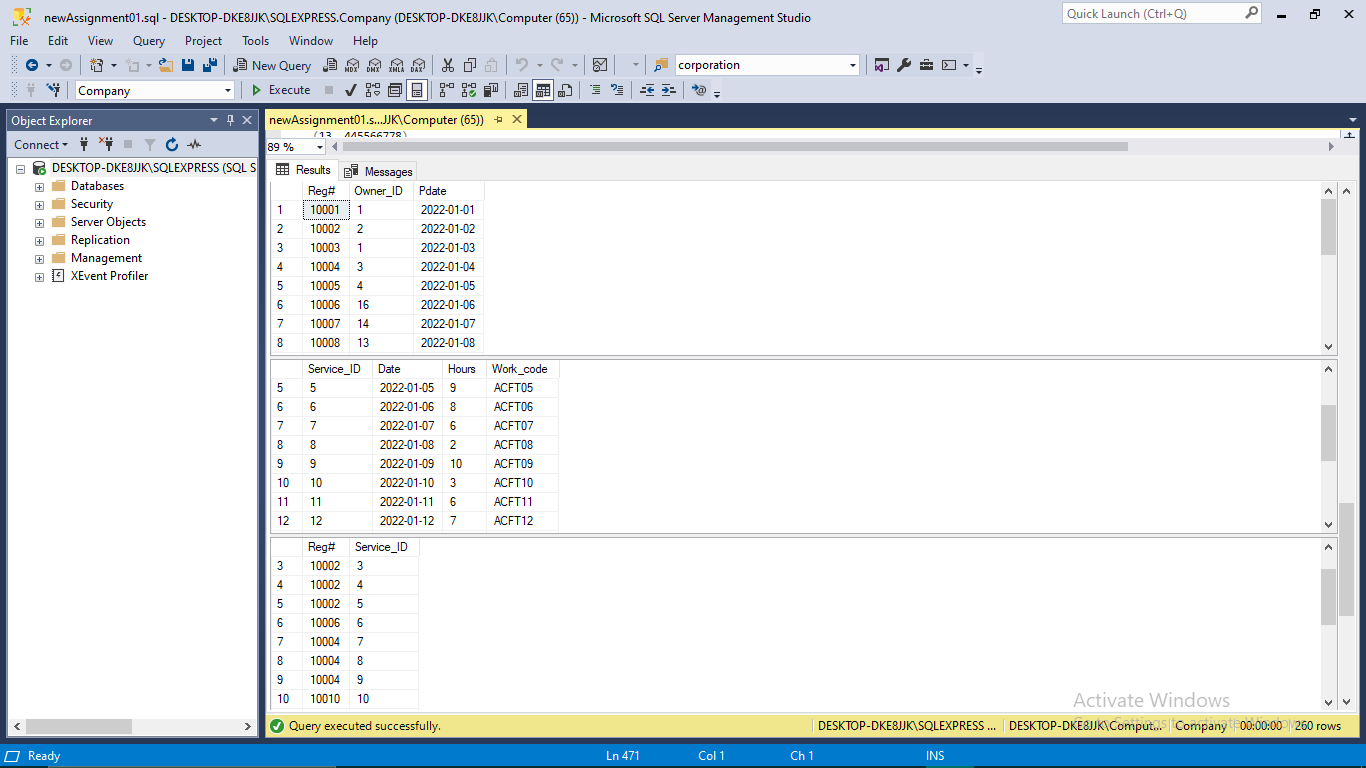 newAssignment01.sql - DESKTOP-DKE8JJK\SQLEXPRESS.Company (DESKTOP-DKE8JJK\Computer (65)) - Microsoft SQL Server Management Studio
Quick Launch (Ctrl+Q)
File Edit View Query Project Tools Window Help
New Query MDX DMX XMLA DAX corporation
Company Execute
Object Explorer
newAssignment01.s...JJK\Computer (65))
(13, 445566778)
Connect
89 %
DESKTOP-DKE8JJK\SQLEXPRESS (SQL S
Databases
Security
Server Objects
Replication
Management
XEvent Profiler
Results Messages
Reg# Owner_ID Pdate
1 10001 1 2022-01-01
2 10002 2 2022-01-02
3 10003 1 2022-01-03
4 10004 3 2022-01-04
5 10005 4 2022-01-05
6 10006 16 2022-01-06
7 10007 14 2022-01-07
8 10008 13 2022-01-08
Service_ID Date Hours Work_code
5 5 2022-01-05 9 ACFT05
6 6 2022-01-06 8 ACFT06
7 7 2022-01-07 6 ACFT07
8 8 2022-01-08 2 ACFT08
9 9 2022-01-09 10 ACFT09
10 10 2022-01-10 3 ACFT10
11 11 2022-01-11 6 ACFT11
12 12 2022-01-12 7 ACFT12
Reg# Service_ID
3 10002 3
4 10002 4
5 10002 5
6 10006 6
7 10004 7
8 10004 8
9 10004 9
10 10010 10
Activate Windows
Go to Settings to activate Windows.
Query executed successfully. DESKTOP-DKE8JJK\SQLEXPRESS ... DESKTOP-DKE8JJK\Comput... Company 00:00:00 260 rows
Ready Ln 471 Col 1 Ch 1 INS